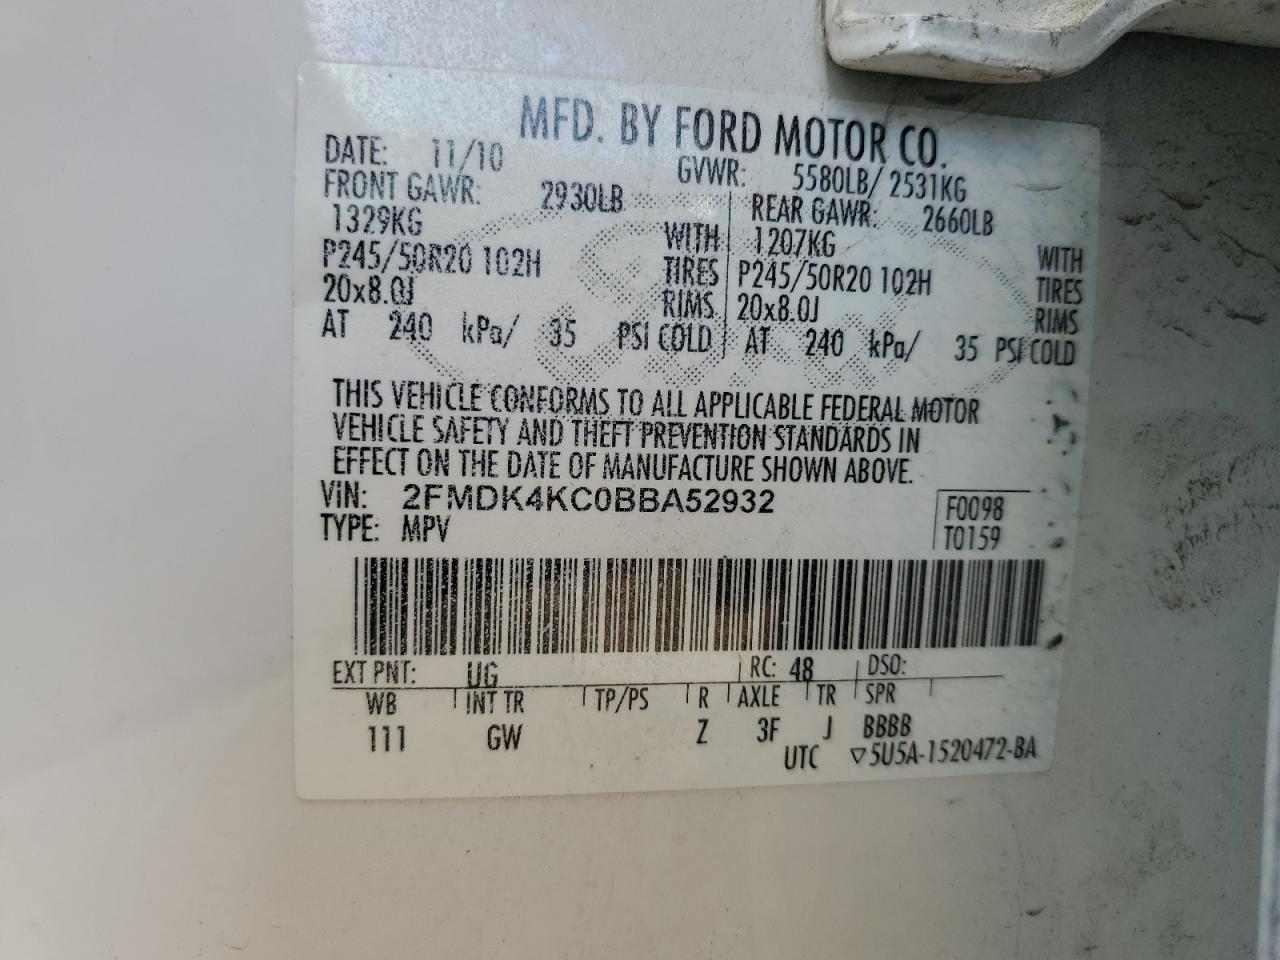 MFD. BY FORD MOTOR CO.
DATE: 11/10 GVWR: 5580LB/ 2531KG
FRONT GAWR: 2930LB REAR GAWR: 2660LB
1329KG WITH 1207KG WITH
P245/50R20 102H TIRES P245/50R20 102H TIRES
20x8.0J RIMS 20x8.0J RIMS
AT 240 kPa/ 35 PSI COLD AT 240 kPa/ 35 PSI COLD
THIS VEHICLE CONFORMS TO ALL APPLICABLE FEDERAL MOTOR
VEHICLE SAFETY AND THEFT PREVENTION STANDARDS IN
EFFECT ON THE DATE OF MANUFACTURE SHOWN ABOVE.
VIN: 2FMDK4KC0BBA52932 F0098
TYPE: MPV T0159
EXT PNT: UG RC: 48 DSO:
WB INT TR TP/PS R AXLE TR SPR
111 GW Z 3F J BBBB
UTC ▽5U5A-1520472-BA